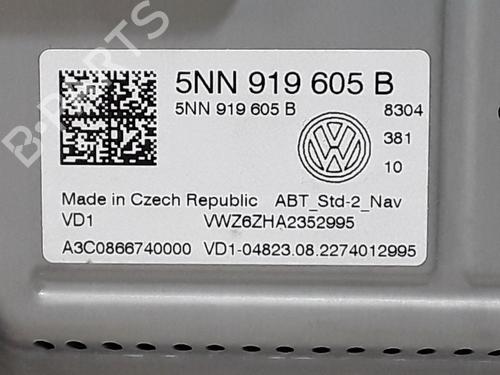 B-PARTS
5NN 919 605 B
5NN 919 605 B 8304
381
10
Made in Czech Republic ABT_Std-2_Nav
VD1 VWZ6ZHA2352995
A3C0866740000 VD1-04823.08.2274012995